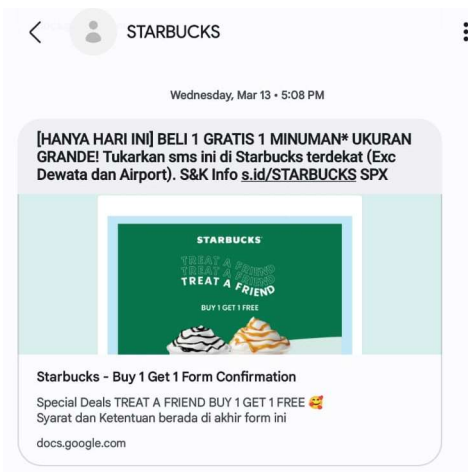 STARBUCKS
Wednesday, Mar 13 • 5:08 PM
[HANYA HARI INI] BELI 1 GRATIS 1 MINUMAN* UKURAN
GRANDE! Tukarkan sms ini di Starbucks terdekat (Exc
Dewata dan Airport). S&K Info s.id/STARBUCKS SPX
STARBUCKS
TREAT A FRIEND
TREAT A FRIEND
TREAT A FRIEND
BUY 1 GET 1 FREE
Starbucks - Buy 1 Get 1 Form Confirmation
Special Deals TREAT A FRIEND BUY 1 GET 1 FREE 🥰
Syarat dan Ketentuan berada di akhir form ini
docs.google.com